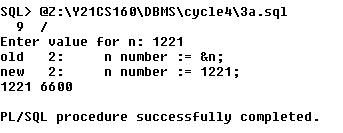 SQL> @Z:\Y21CS160\DBMS\cycle4\3a.sql
  9  /
Enter value for n: 1221
old   2:     n number := &n;
new   2:     n number := 1221;
1221 6600

PL/SQL procedure successfully completed.